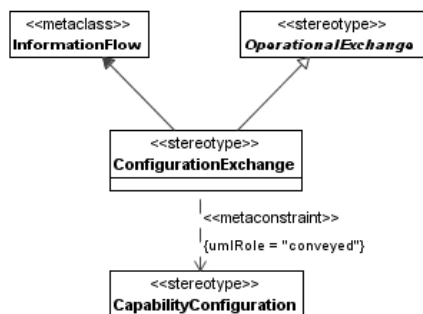 <<metaclass>>
InformationFlow
<<stereotype>>
OperationalExchange
<<stereotype>>
ConfigurationExchange
<<metaconstraint>>
{umlRole = "conveyed"}
<<stereotype>>
CapabilityConfiguration